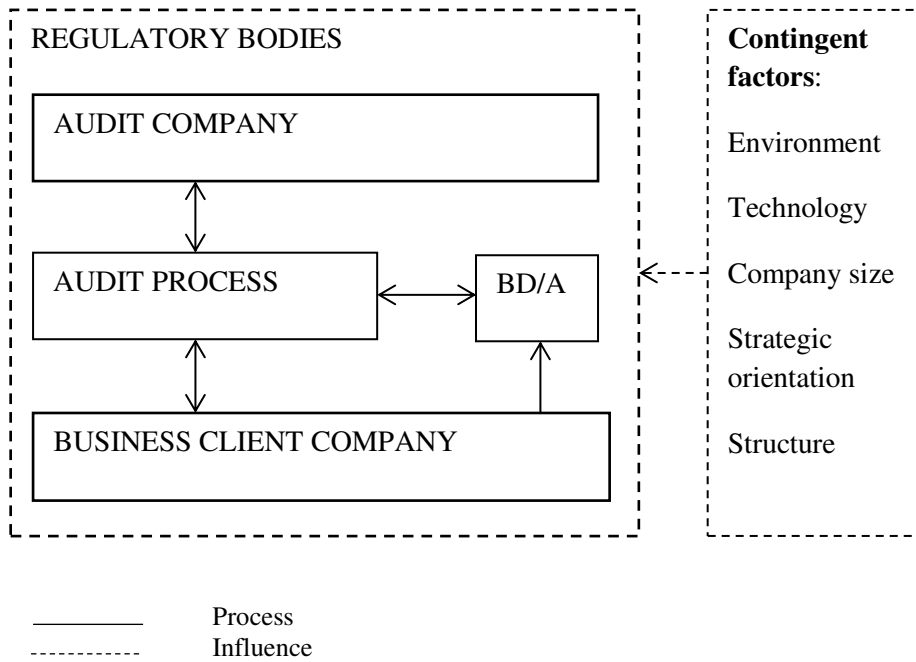 REGULATORY BODIES
AUDIT COMPANY
AUDIT PROCESS
BD/A
BUSINESS CLIENT COMPANY
Contingent
factors:
Environment
Technology
Company size
Strategic
orientation
Structure
Process
Influence